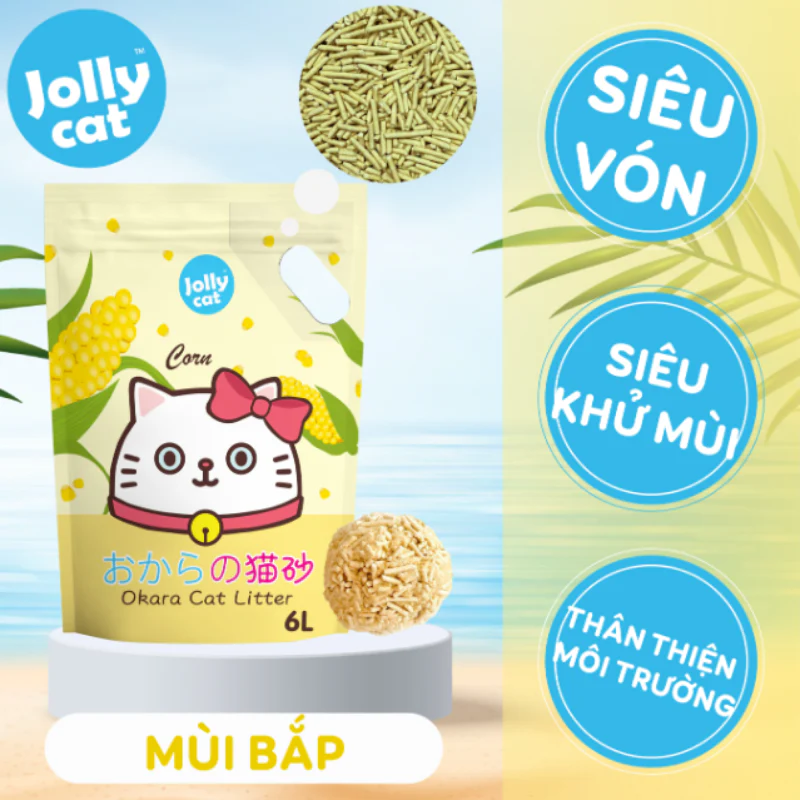 Jolly
cat
TM
SIÊU
VÓN
Jolly
cat
Corn
おからの猫砂
Okara Cat Litter
6L
SIÊU
KHỬ MÙI
THÂN THIỆN
MÔI TRƯỜNG
MÙI BẮP